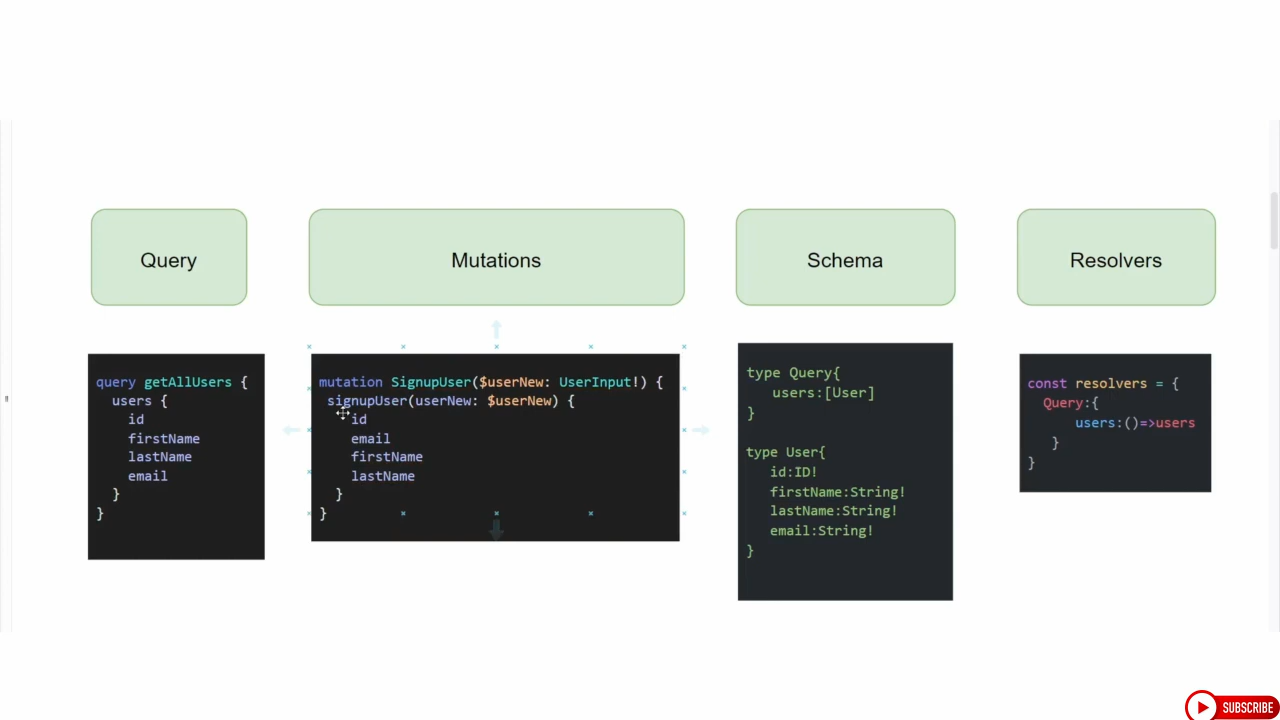 Query
Mutations
Schema
Resolvers
query getAllUsers {
users {
id
firstName
lastName
email
}
}
mutation SignupUser($userNew: UserInput!) {
signupUser(userNew: $userNew) {
id
email
firstName
lastName
}
}
type Query{
users:[User]
}
type User{
id:ID!
firstName:String!
lastName:String!
email:String!
}
const resolvers = {
Query:{
users:()=>users
}
}
SUBSCRIBE